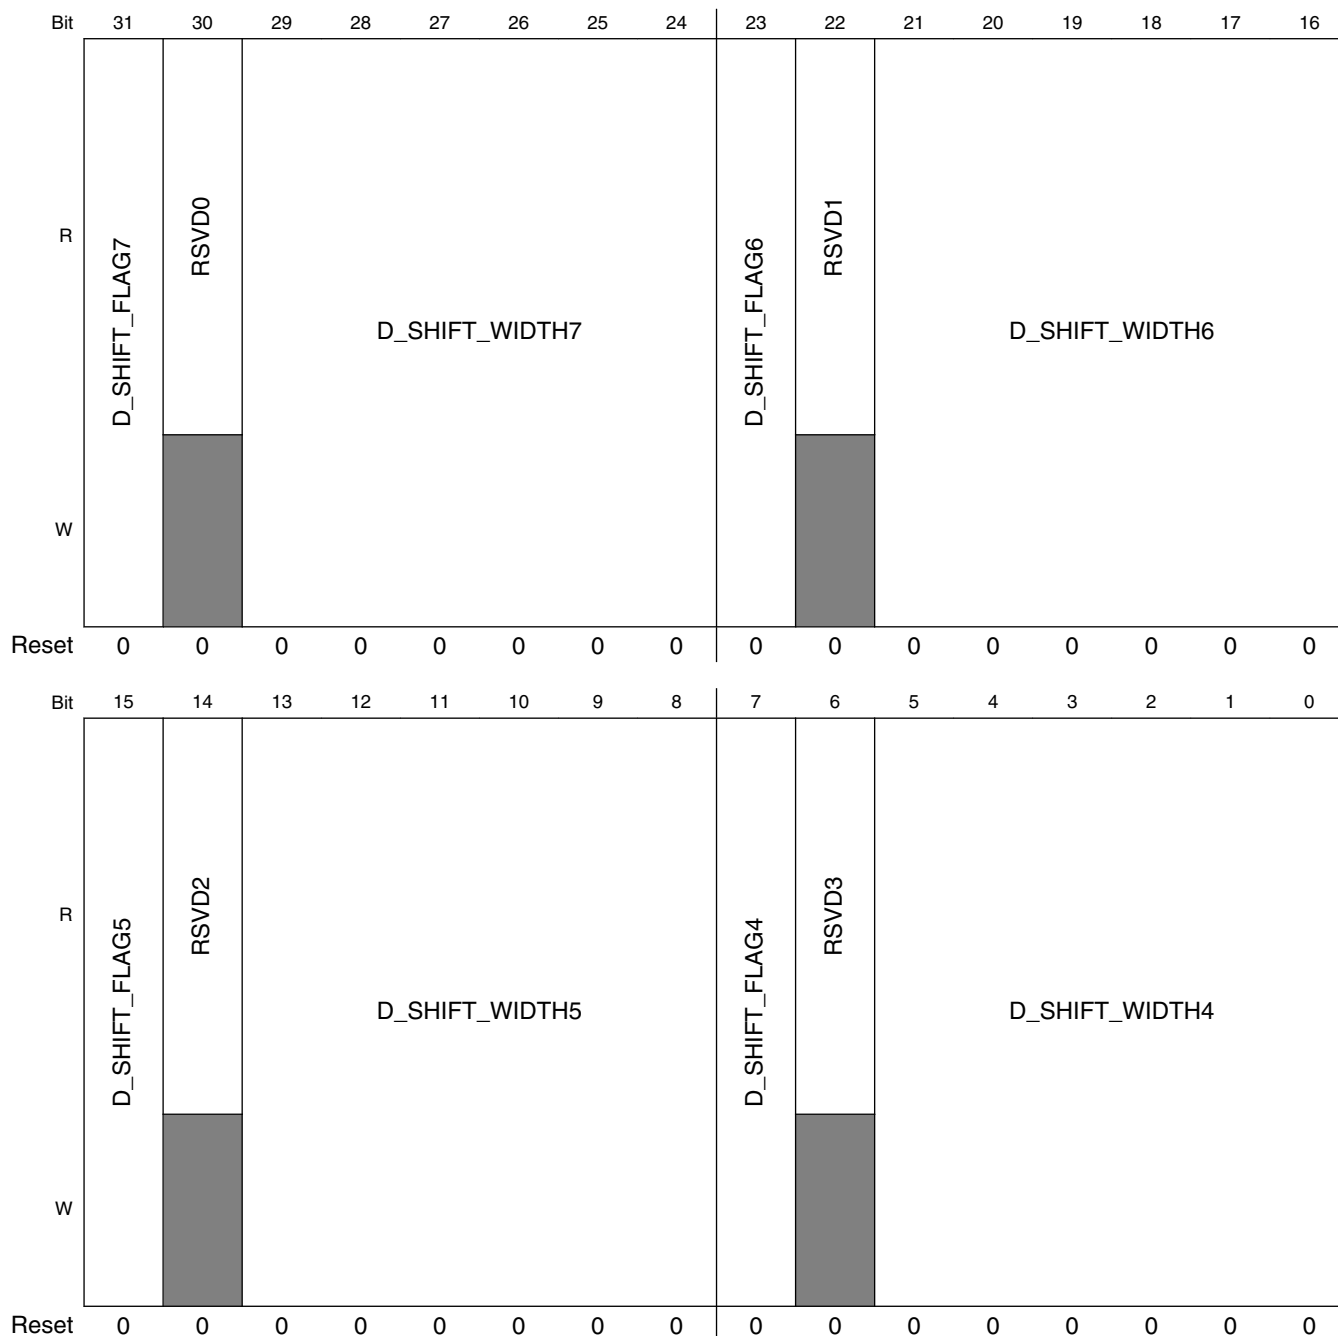 Bit 31 30 29 28 27 26 25 24 23 22 21 20 19 18 17 16
R D_SHIFT_FLAG7 RSVD0 D_SHIFT_WIDTH7 D_SHIFT_FLAG6 RSVD1 D_SHIFT_WIDTH6
W
Reset 0 0 0 0 0 0 0 0 0 0 0 0 0 0 0 0
Bit 15 14 13 12 11 10 9 8 7 6 5 4 3 2 1 0
R D_SHIFT_FLAG5 RSVD2 D_SHIFT_WIDTH5 D_SHIFT_FLAG4 RSVD3 D_SHIFT_WIDTH4
W
Reset 0 0 0 0 0 0 0 0 0 0 0 0 0 0 0 0